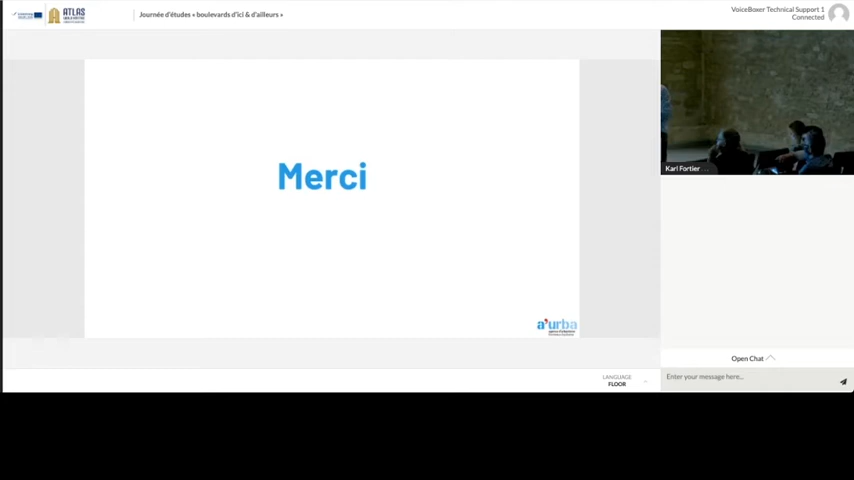 ATLAS
Journée d'études « boulevards d'ici & d'ailleurs »
VoiceBoxer Technical Support 1
Connected
Merci
Karl Fortier ...
a'urba
Open Chat
LANGUAGE
FLOOR
Enter your message here...